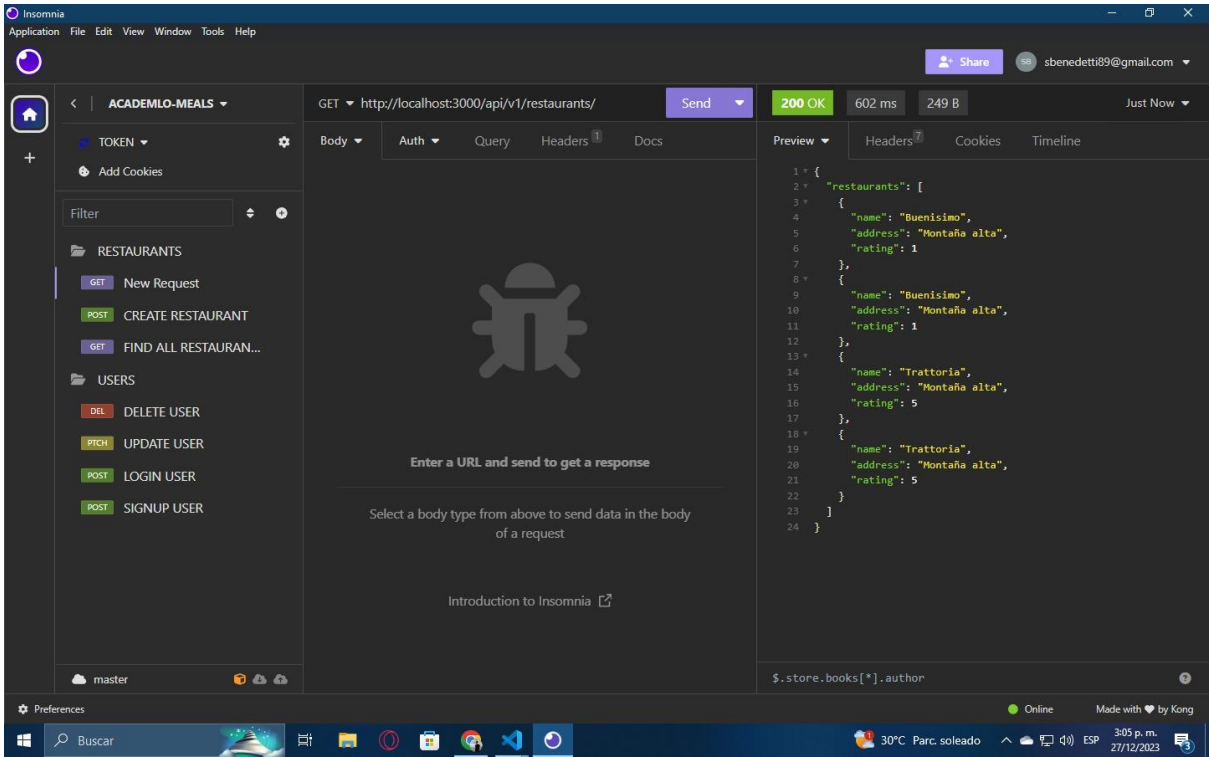 Insomnia
Application File Edit View Window Tools Help
Share SB sbenedetti89@gmail.com
ACADEMLO-MEALS
GET http://localhost:3000/api/v1/restaurants/ Send
200 OK 602 ms 249 B Just Now
TOKEN
Add Cookies
Filter
RESTAURANTS
GET New Request
POST CREATE RESTAURANT
GET FIND ALL RESTAURAN...
USERS
DEL DELETE USER
PTCH UPDATE USER
POST LOGIN USER
POST SIGNUP USER
master
Body Auth Query Headers 1 Docs
Enter a URL and send to get a response
Select a body type from above to send data in the body
of a request
Introduction to Insomnia
Preview Headers 7 Cookies Timeline
1 {
2 "restaurants": [
3 {
4 "name": "Buenisimo",
5 "address": "Montaña alta",
6 "rating": 1
7 },
8 {
9 "name": "Buenisimo",
10 "address": "Montaña alta",
11 "rating": 1
12 },
13 {
14 "name": "Trattoria",
15 "address": "Montaña alta",
16 "rating": 5
17 },
18 {
19 "name": "Trattoria",
20 "address": "Montaña alta",
21 "rating": 5
22 }
23 ]
24 }
$.store.books[*].author
Preferences
Online Made with ♥ by Kong
Buscar
30°C Parc. soleado ESP 3:05 p. m.
27/12/2023
3